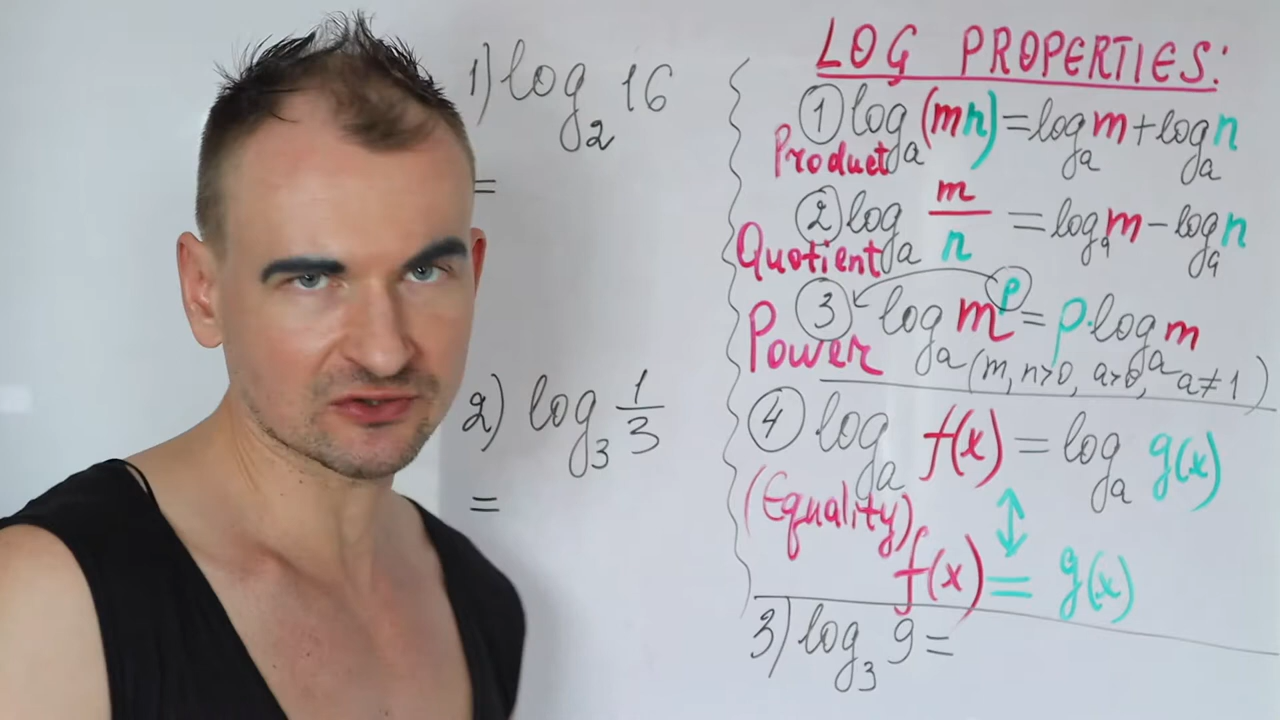 1) log₂ 16
=
2) log₃ 1/3
=
LOG PROPERTIES:
① logₐ(mn) = logₐm + logₐn
Product
② logₐ m/n = logₐm – logₐn
Quotient
③ logₐ mᵖ = p·logₐm
Power
(m, n>0, a>0, a≠1)
④ logₐ f(x) = logₐ g(x)
(Equality)
f(x) = g(x)
3) log₃ 9 =